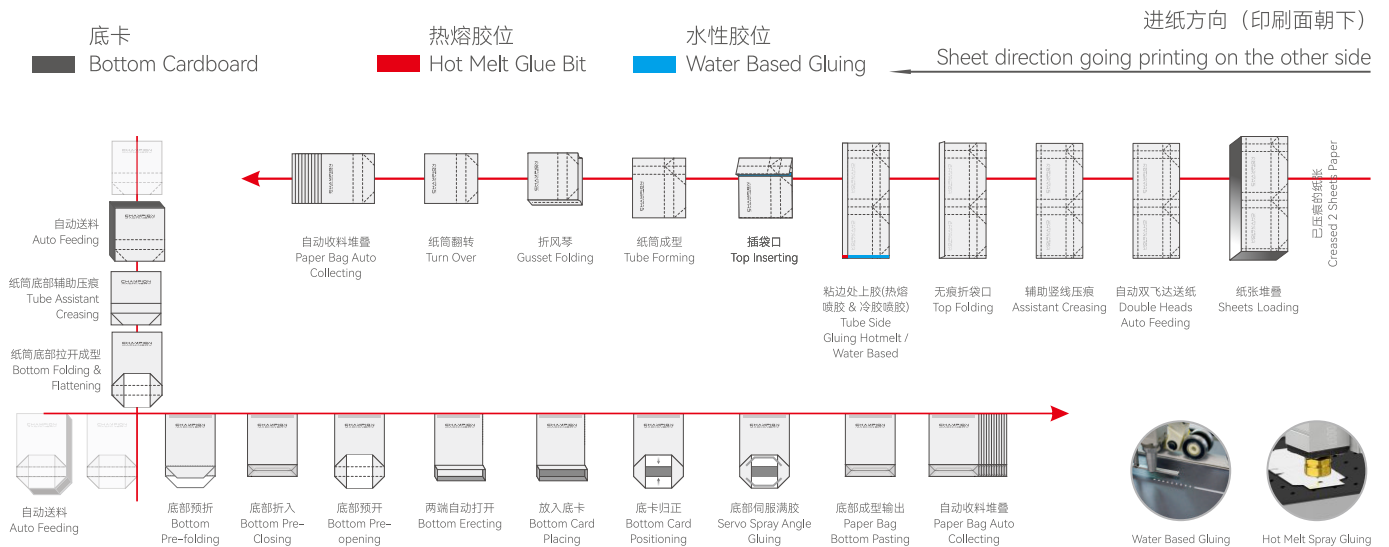 底卡
Bottom Cardboard
热熔胶位
Hot Melt Glue Bit
水性胶位
Water Based Gluing
进纸方向（印刷面朝下）
Sheet direction going printing on the other side
已压痕的纸张
Creased 2 Sheets Paper
纸张堆叠
Sheets Loading
自动双飞达送纸
Double Heads
Auto Feeding
辅助竖线压痕
Assistant Creasing
无痕折袋口
Top Folding
粘边处上胶(热熔
喷胶 & 冷胶喷胶)
Tube Side
Gluing Hotmelt /
Water Based
插袋口
Top Inserting
纸筒成型
Tube Forming
折风琴
Gusset Folding
纸筒翻转
Turn Over
自动收料堆叠
Paper Bag Auto
Collecting
自动送料
Auto Feeding
纸筒底部辅助压痕
Tube Assistant
Creasing
CHAMPION
纸筒底部拉开成型
Bottom Folding &
Flattening
自动送料
Auto Feeding
底部预折
Bottom
Pre-folding
底部折入
Bottom Pre-
Closing
底部预开
Bottom Pre-
opening
两端自动打开
Bottom Erecting
放入底卡
Bottom Card
Placing
底卡归正
Bottom Card
Positioning
底部伺服满胶
Servo Spray Angle
Gluing
底部成型输出
Paper Bag
Bottom Pasting
自动收料堆叠
Paper Bag Auto
Collecting
Water Based Gluing
Hot Melt Spray Gluing